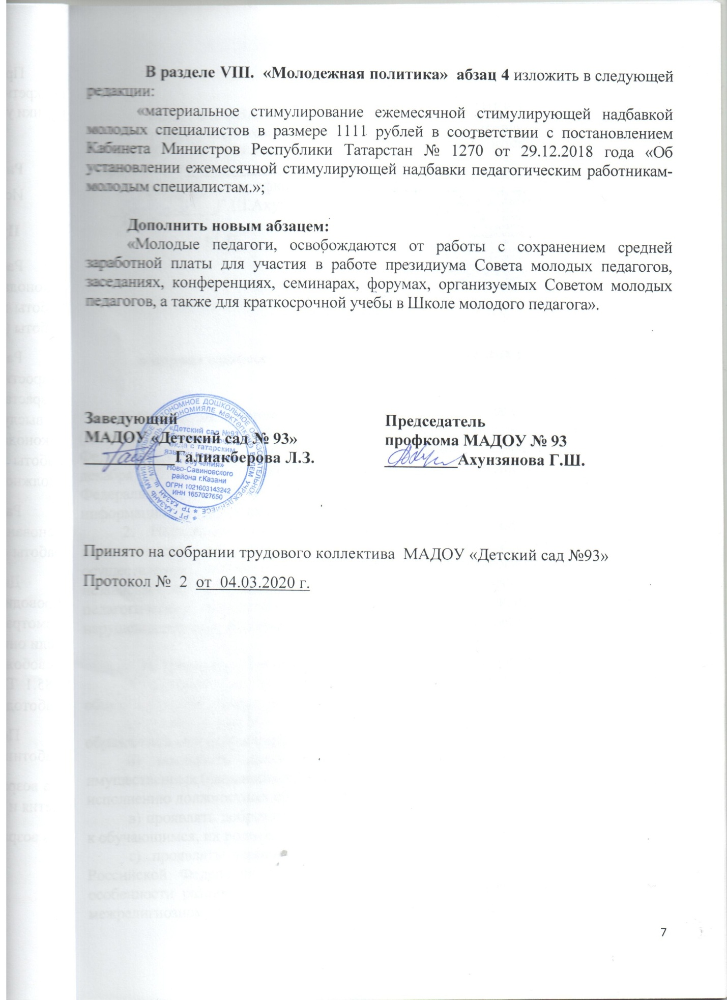 В разделе VIII. «Молодежная политика» абзац 4 изложить в следующей
редакции:
«материальное стимулирование ежемесячной стимулирующей надбавкой
молодых специалистов в размере 1111 рублей в соответствии с постановлением
Кабинета Министров Республики Татарстан № 1270 от 29.12.2018 года «Об
установлении ежемесячной стимулирующей надбавки педагогическим работникам-
молодым специалистам.»;
Дополнить новым абзацем:
«Молодые педагоги, освобождаются от работы с сохранением средней
заработной платы для участия в работе президиума Совета молодых педагогов,
заседаниях, конференциях, семинарах, форумах, организуемых Советом молодых
педагогов, а также для краткосрочной учебы в Школе молодого педагога».
Заведующий
МАДОУ «Детский сад № 93»
Галиакберова Л.З.
Председатель
профкома МАДОУ № 93
Ахунзянова Г.Ш.
«Детский сад №93
вида с татарским
языком
и обучения»
Ново-Савиновского
района г.Казани
ОГРН 1021603143242
ИНН 1657027650
Принято на собрании трудового коллектива МАДОУ «Детский сад №93»
Протокол № 2 от 04.03.2020 г.
7